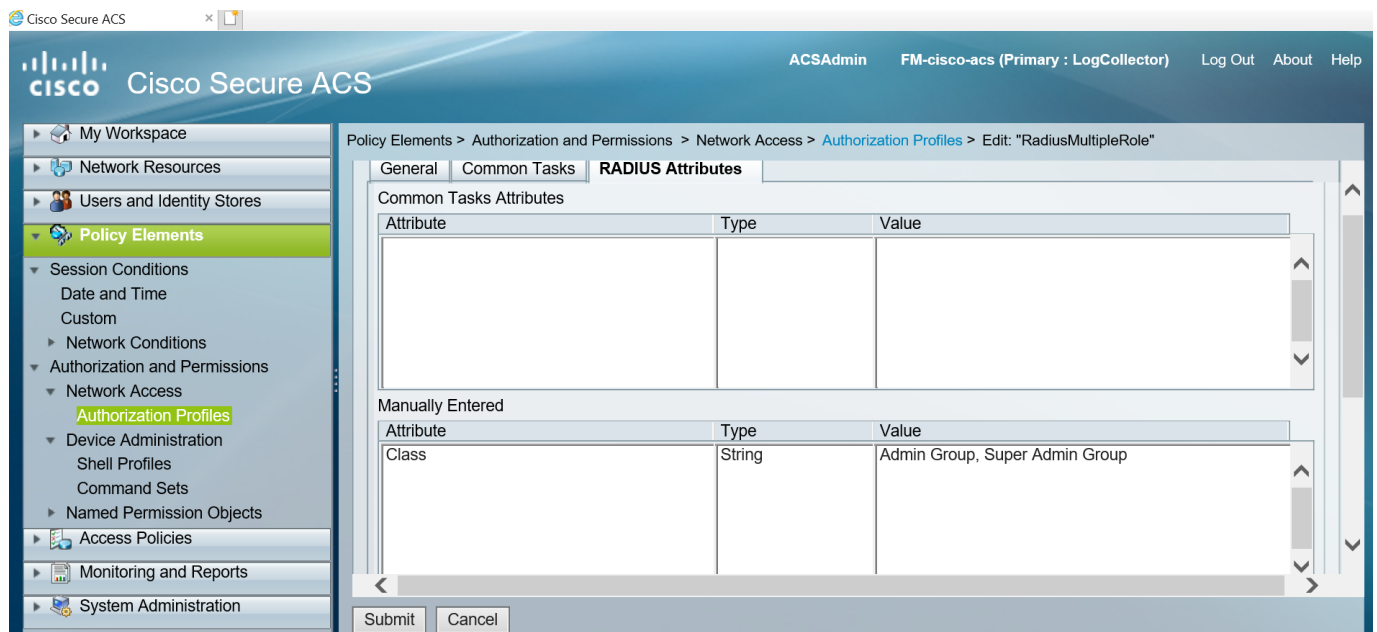 Cisco Secure ACS
CISCO Cisco Secure ACS
ACSAdmin FM-cisco-acs (Primary : LogCollector) Log Out About Help
My Workspace
Network Resources
Users and Identity Stores
Policy Elements
Session Conditions
Date and Time
Custom
Network Conditions
Authorization and Permissions
Network Access
Authorization Profiles
Device Administration
Shell Profiles
Command Sets
Named Permission Objects
Access Policies
Monitoring and Reports
System Administration
Policy Elements > Authorization and Permissions > Network Access > Authorization Profiles > Edit: "RadiusMultipleRole"
General Common Tasks RADIUS Attributes
Common Tasks Attributes
Attribute Type Value
Manually Entered
Attribute Type Value
Class String Admin Group, Super Admin Group
Submit Cancel